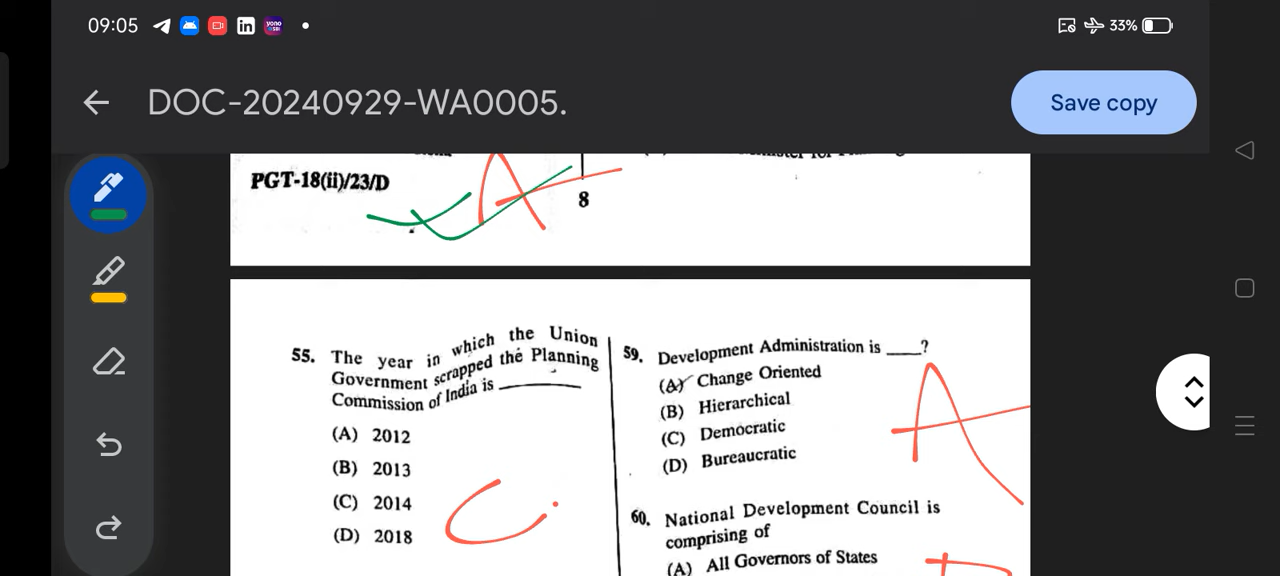 09:05
33%
DOC-20240929-WA0005.
Save copy
PGT-18(ii)/23/D
A
8
55. The year in which the Union
Government scrapped the Planning
Commission of India is ________
(A) 2012
(B) 2013
(C) 2014
(D) 2018
C
59. Development Administration is ____?
(A) Change Oriented
(B) Hierarchical
(C) Democratic
(D) Bureaucratic
A
60. National Development Council is
comprising of
(A) All Governors of States